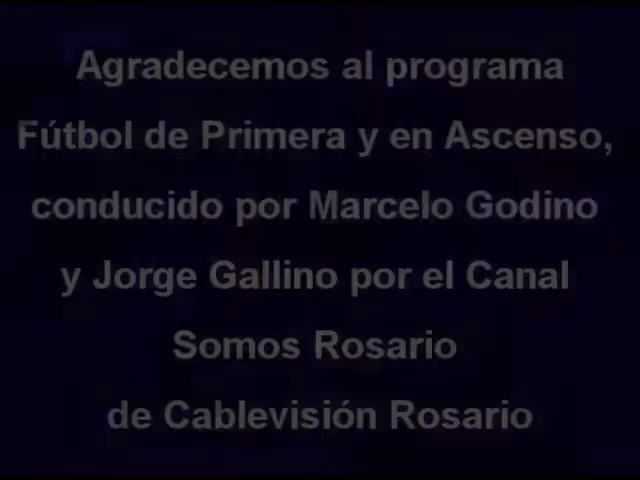 Agradecemos al programa
Fútbol de Primera y en Ascenso,
conducido por Marcelo Godino
y Jorge Gallino por el Canal
Somos Rosario
de Cablevisión Rosario